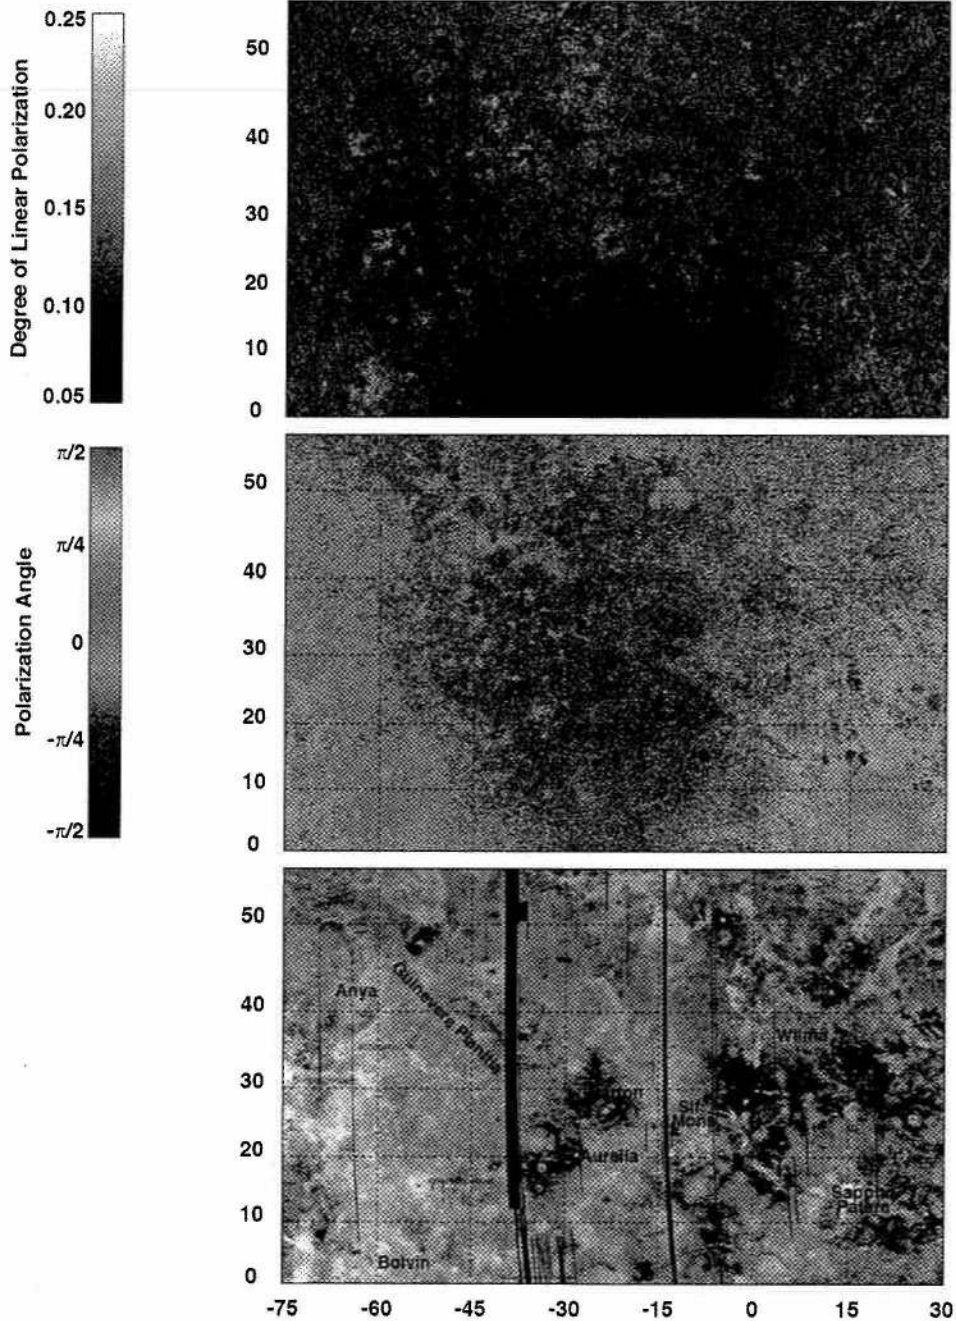 0.25
0.20
0.15
0.10
0.05
Degree of Linear Polarization
50
40
30
20
10
0
π/2
π/4
0
-π/4
-π/2
Polarization Angle
50
40
30
20
10
0
50
40
30
20
10
0
Anya
Guinevere Planitia
Wilma
Sif
Mons
Aurelia
Sappho
Patera
Boivin
-75 -60 -45 -30 -15 0 15 30